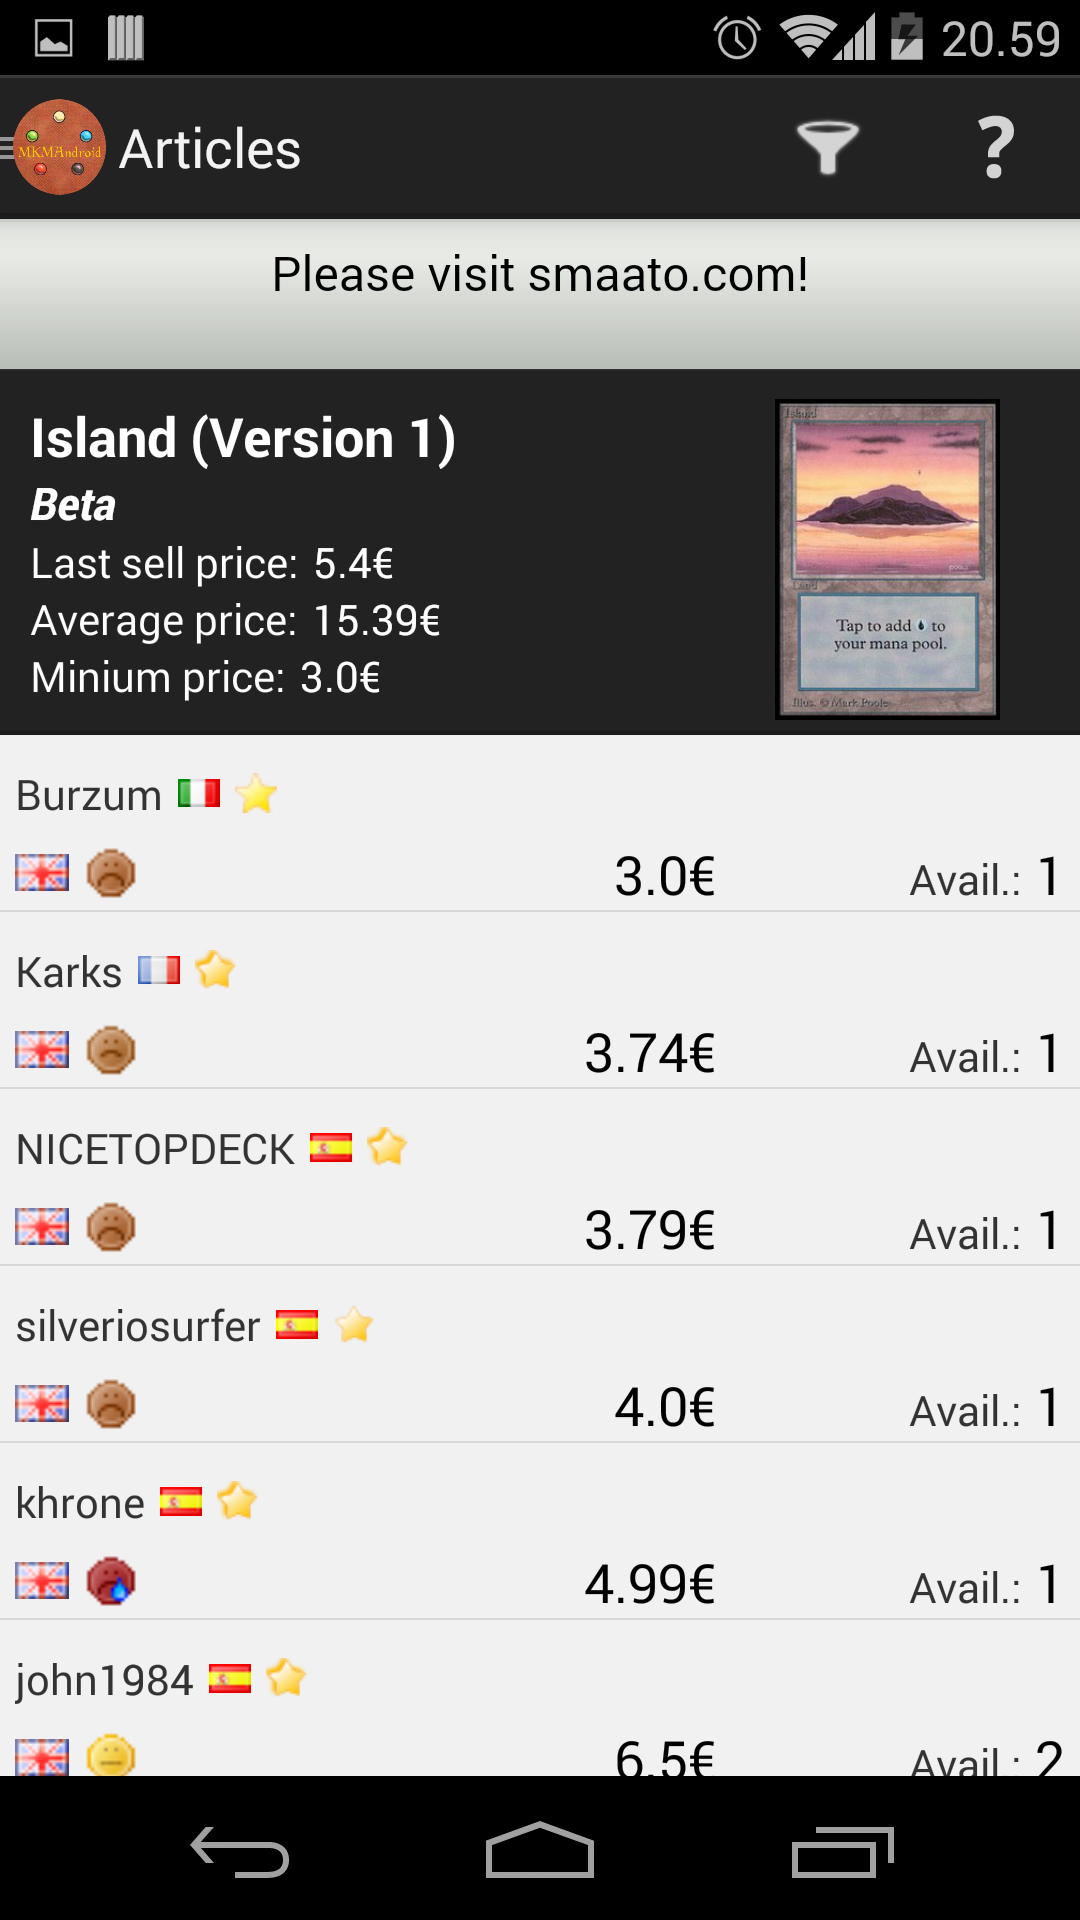 20.59
MKMAndroid
Articles
?
Please visit smaato.com!
Island (Version 1)
Beta
Last sell price: 5.4€
Average price: 15.39€
Minium price: 3.0€
Island
Land
Tap to add to
your mana pool.
Illus. © Mark Poole
Burzum
3.0€ Avail.: 1
Karks
3.74€ Avail.: 1
NICETOPDECK
3.79€ Avail.: 1
silveriosurfer
4.0€ Avail.: 1
khrone
4.99€ Avail.: 1
john1984
6.5€ Avail.: 2